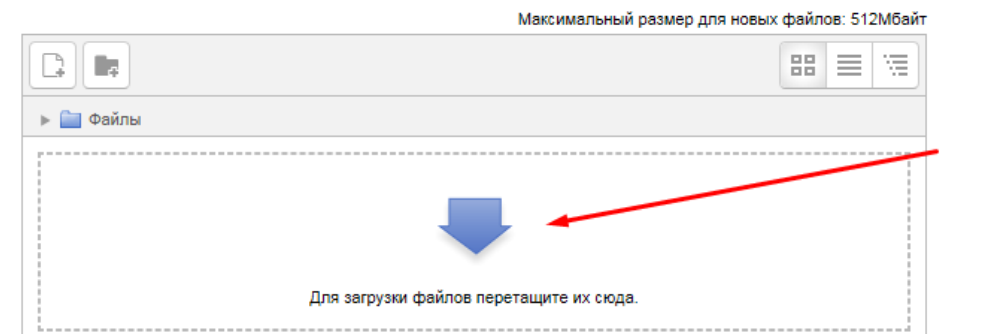 Максимальный размер для новых файлов: 512Мбайт
Файлы
Для загрузки файлов перетащите их сюда.